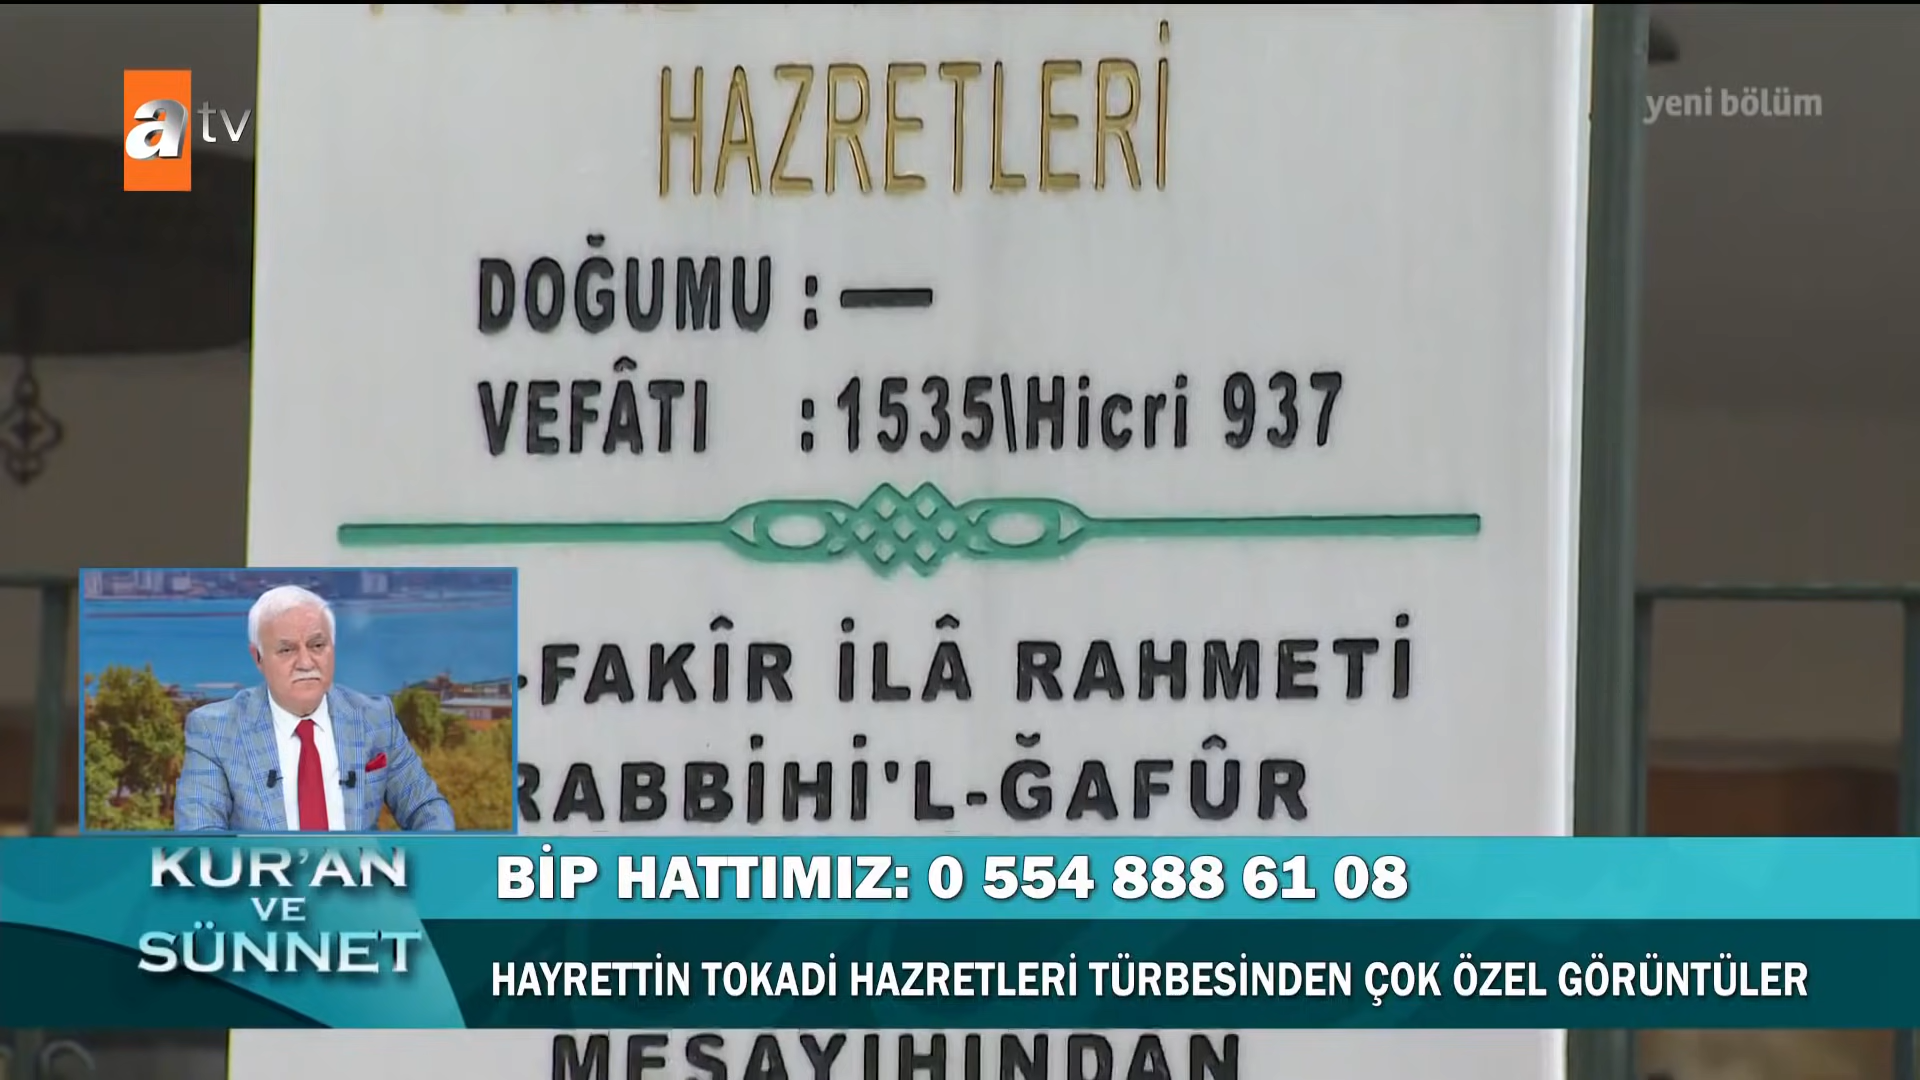 HAZRETLERİ
atv
yeni bölüm
DOĞUMU : —
VEFÂTI : 1535\Hicri 937
-FAKÎR İLÂ RAHMETİ
RABBİHİ'L-ĞAFÛR
KUR'AN
VE
SÜNNET
BİP HATTIMIZ: 0 554 888 61 08
HAYRETTİN TOKADİ HAZRETLERİ TÜRBESİNDEN ÇOK ÖZEL GÖRÜNTÜLER
MEŞAYIHINDAN